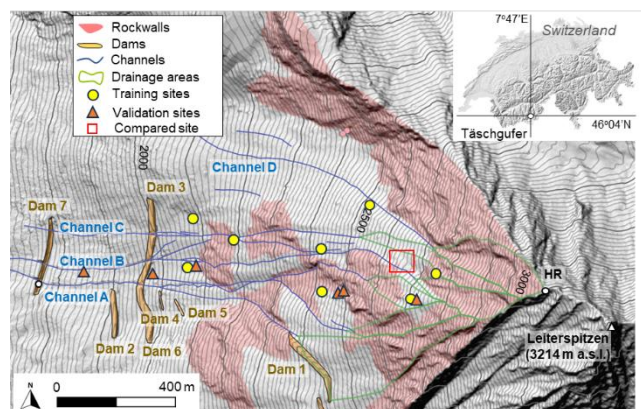 Rockwalls
Dams
Channels
Drainage areas
Training sites
Validation sites
Compared site
7°47'E
Switzerland
46°04'N
Täschgufer
2000
Channel D
Dam 3
Dam 7
2500
Channel C
Channel B
HR
3000
Channel A
Dam 4
Dam 5
Leiterspitzen
(3214 m a.s.l.)
Dam 2
Dam 6
Dam 1
N
0
400 m